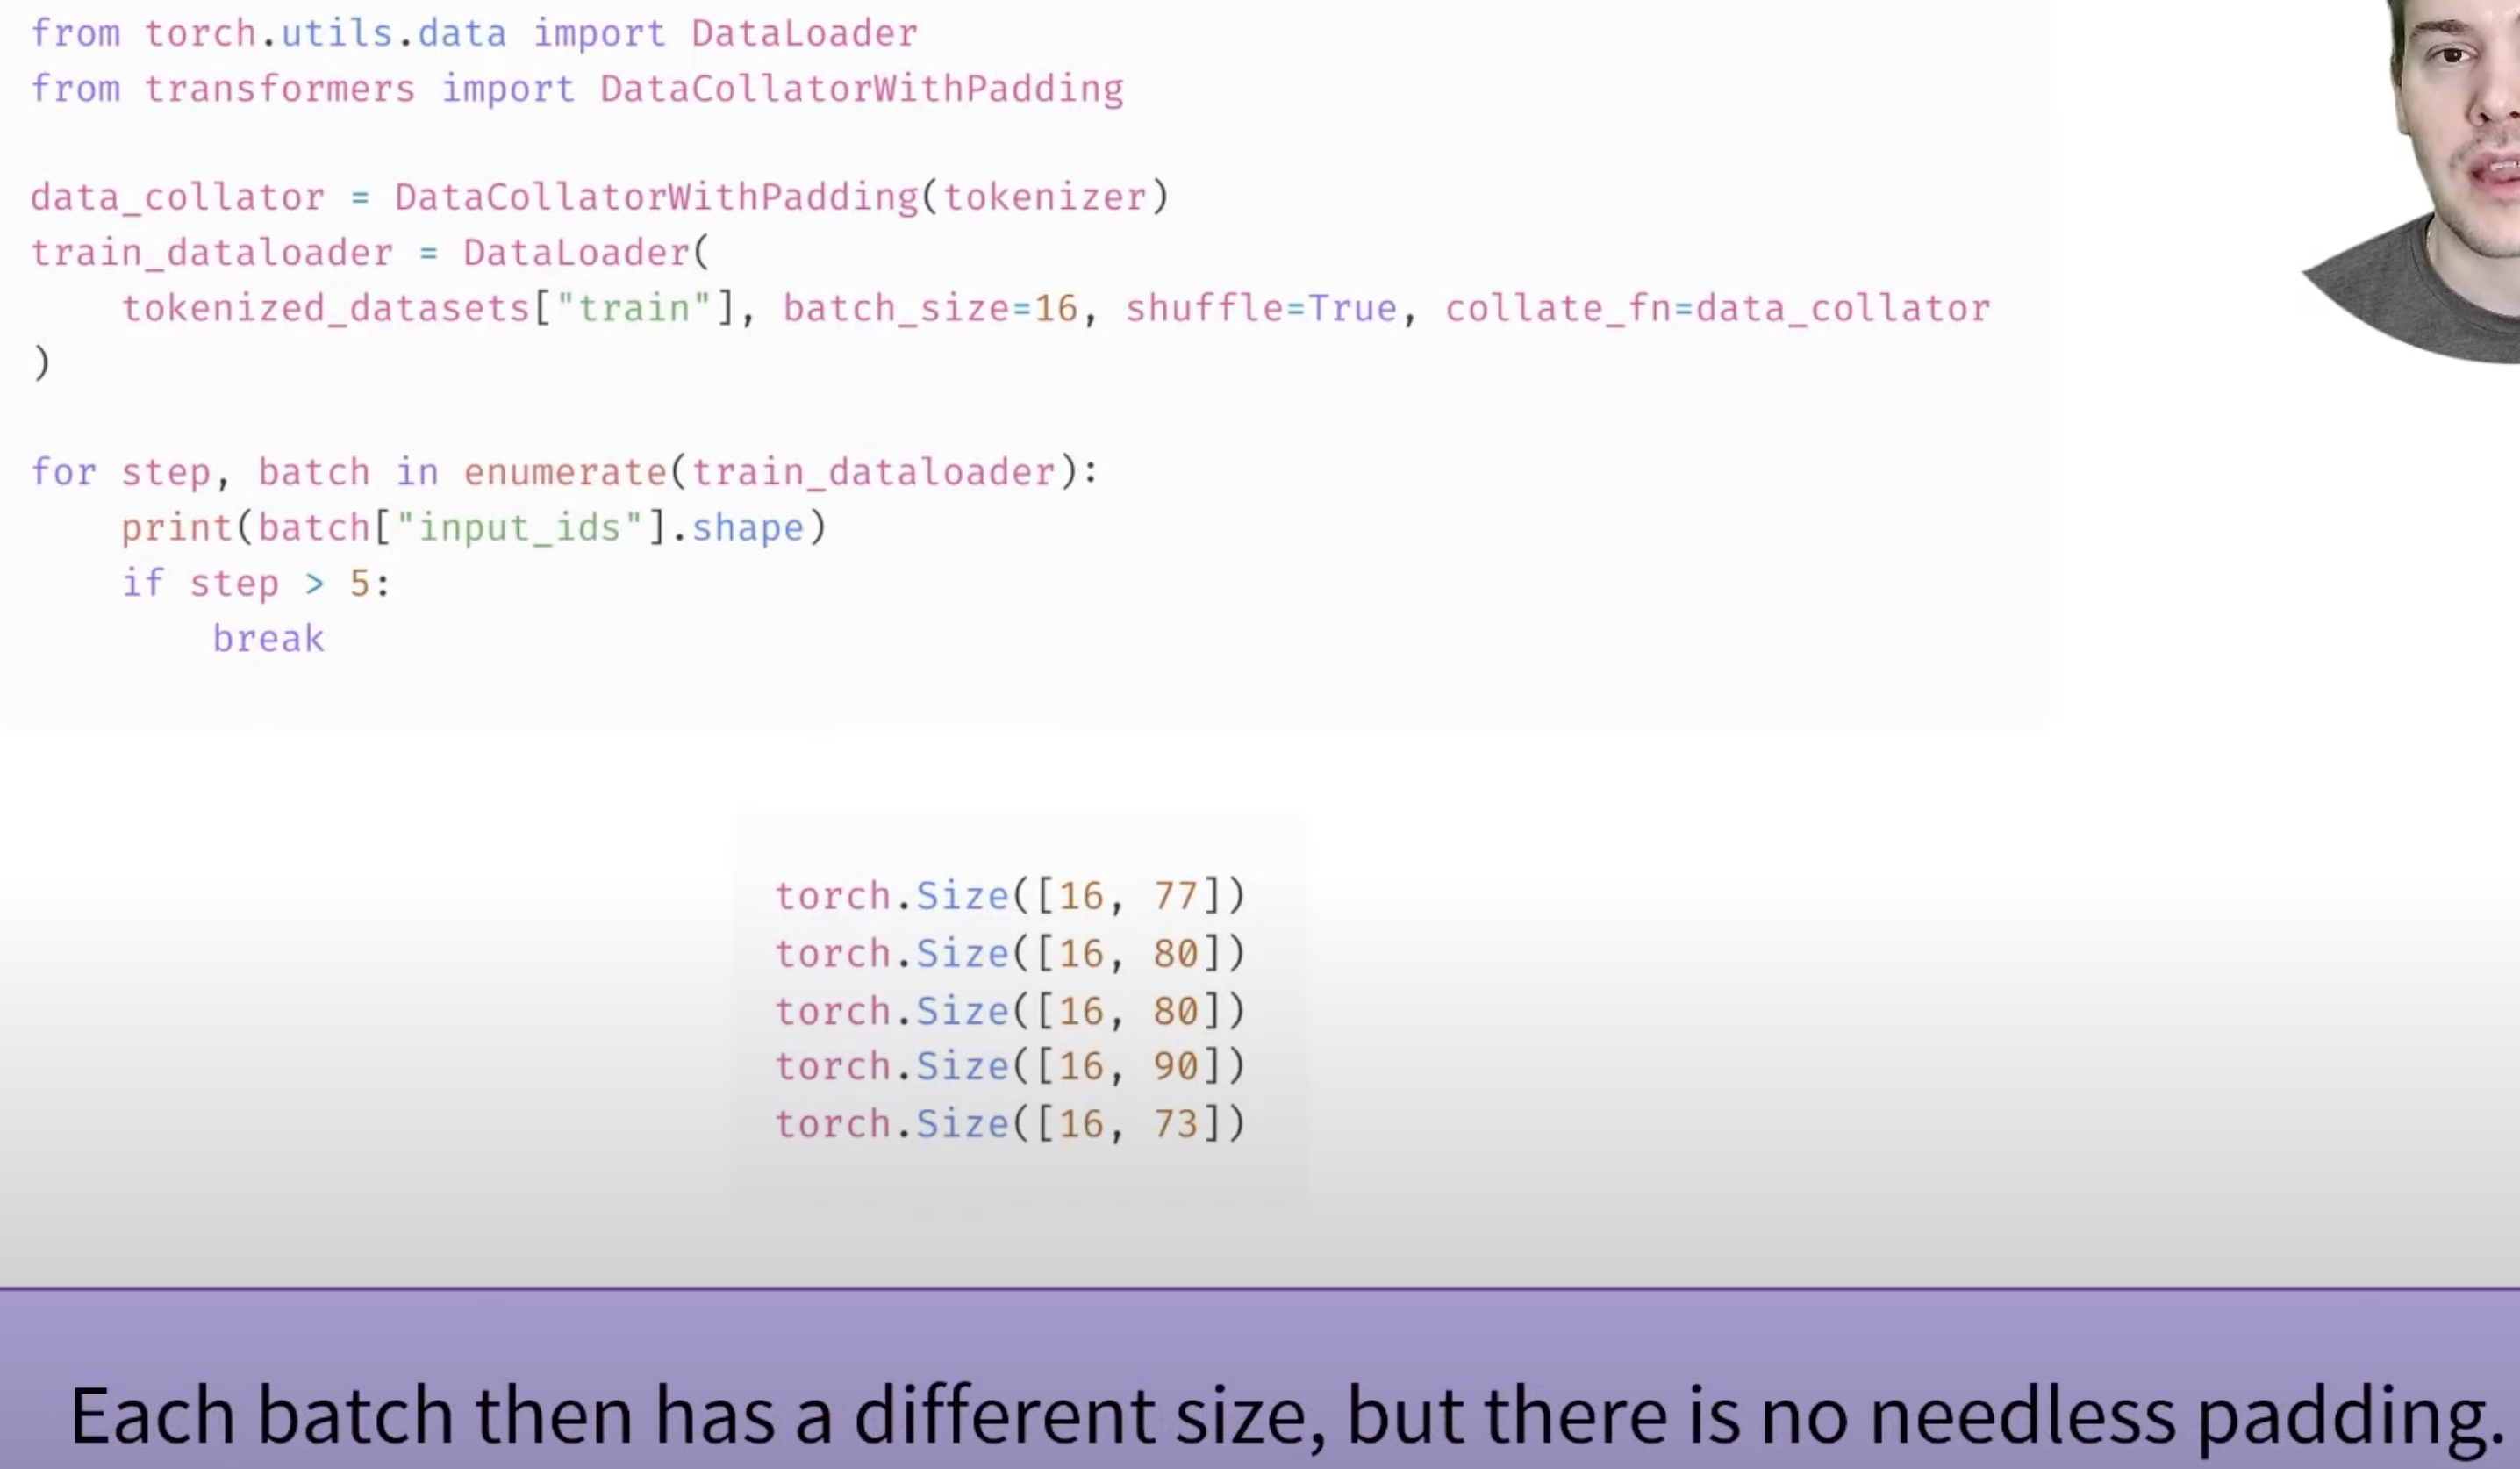 from torch.utils.data import DataLoader
from transformers import DataCollatorWithPadding

data_collator = DataCollatorWithPadding(tokenizer)
train_dataloader = DataLoader(
    tokenized_datasets["train"], batch_size=16, shuffle=True, collate_fn=data_collator
)

for step, batch in enumerate(train_dataloader):
    print(batch["input_ids"].shape)
    if step > 5:
        break

torch.Size([16, 77])
torch.Size([16, 80])
torch.Size([16, 80])
torch.Size([16, 90])
torch.Size([16, 73])

Each batch then has a different size, but there is no needless padding.